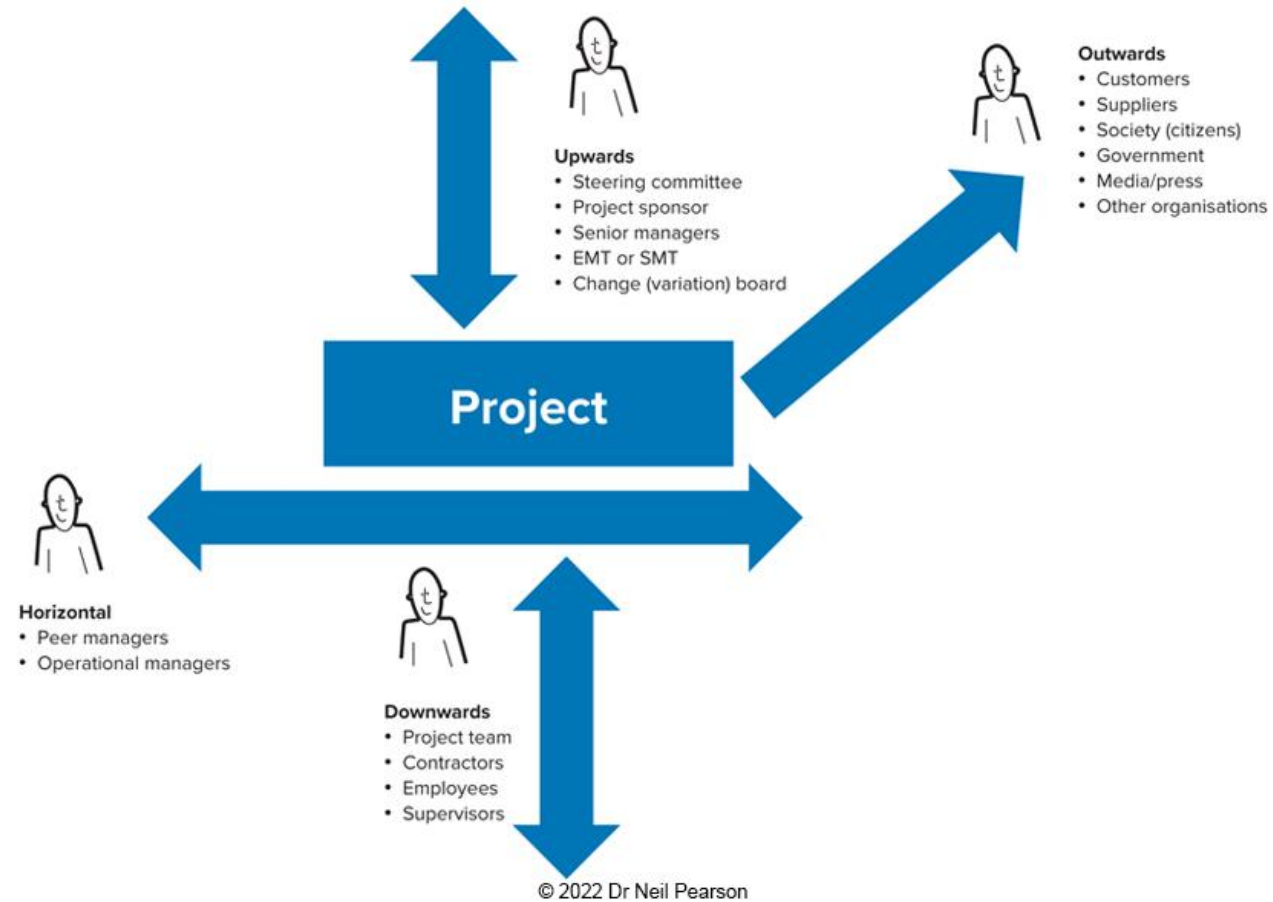 Upwards
• Steering committee
• Project sponsor
• Senior managers
• EMT or SMT
• Change (variation) board
Outwards
• Customers
• Suppliers
• Society (citizens)
• Government
• Media/press
• Other organisations
Project
Horizontal
• Peer managers
• Operational managers
Downwards
• Project team
• Contractors
• Employees
• Supervisors
© 2022 Dr Neil Pearson